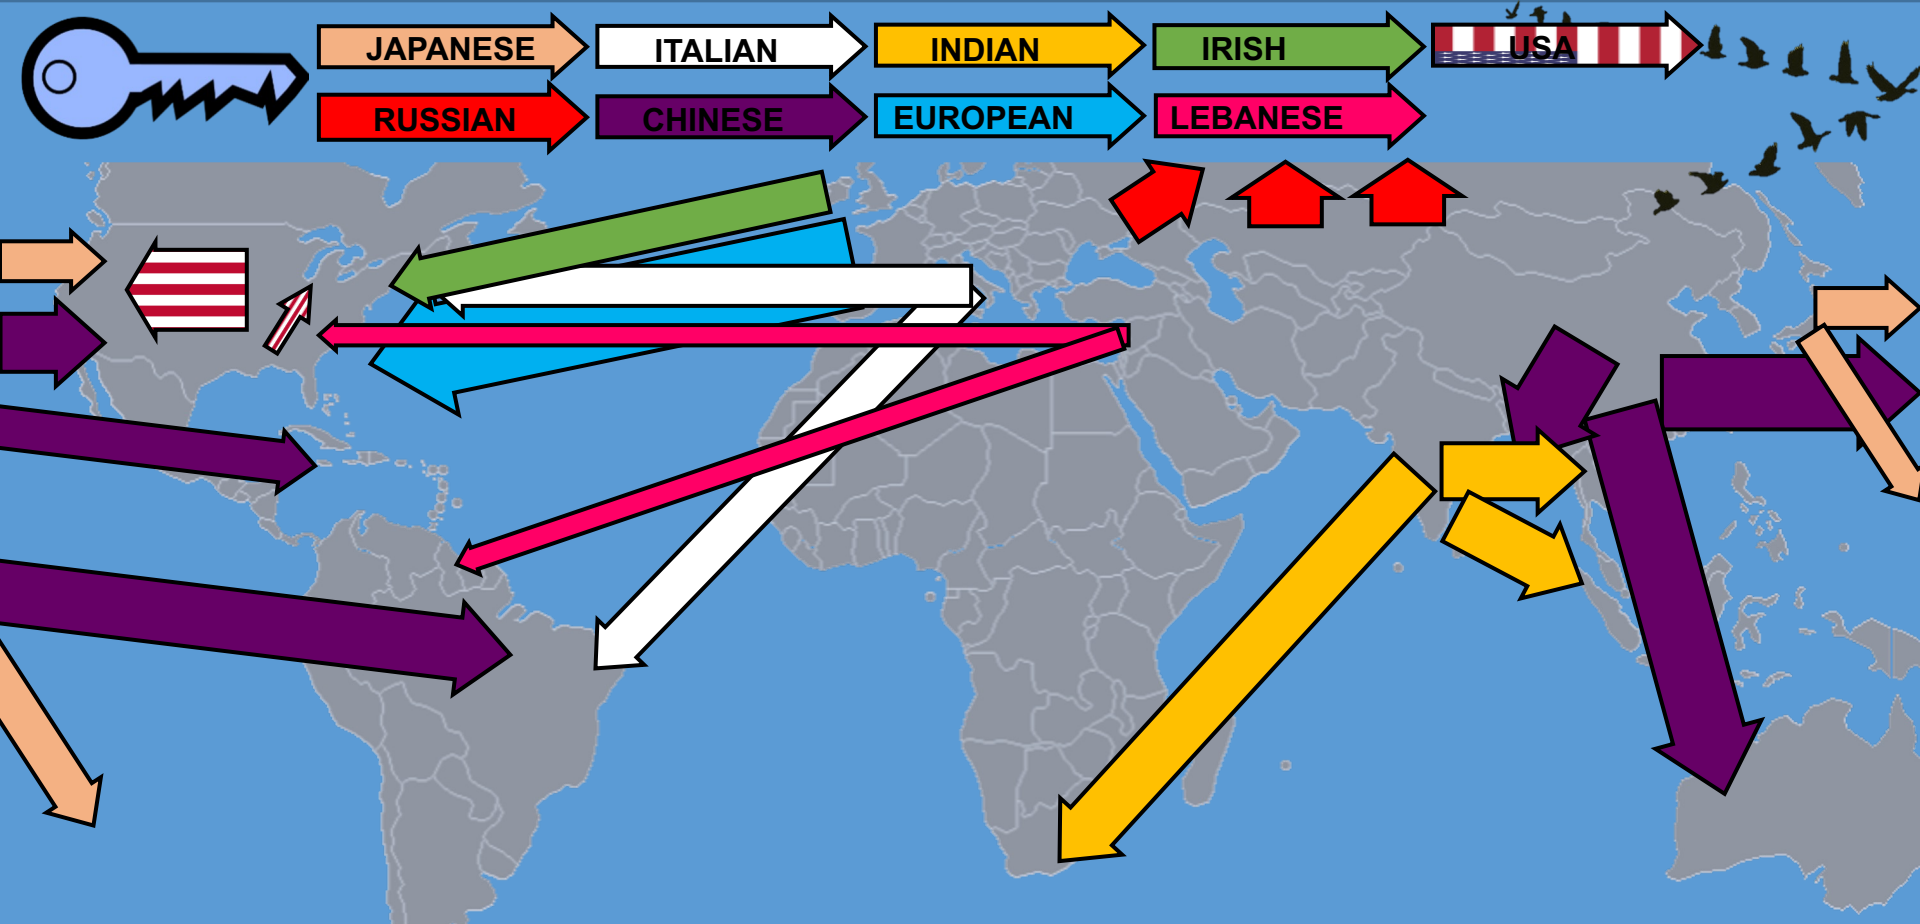 JAPANESE
ITALIAN
INDIAN
IRISH
USA
RUSSIAN
CHINESE
EUROPEAN
LEBANESE